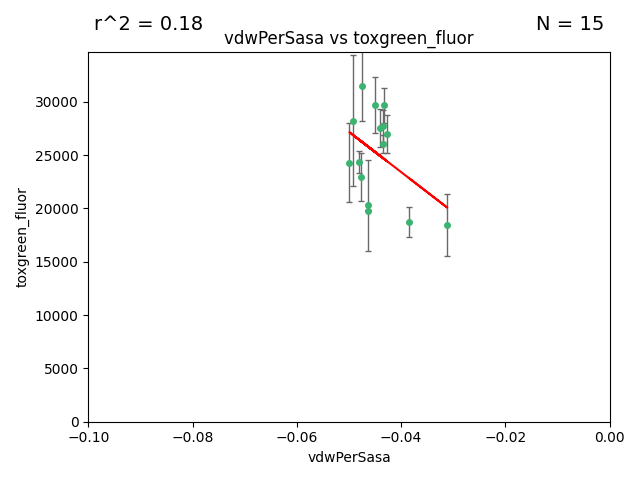 r^2 = 0.18
N = 15
vdwPerSasa vs toxgreen_fluor
30000
25000
20000
15000
10000
5000
0
toxgreen_fluor
−0.10
−0.08
−0.06
−0.04
−0.02
0.00
vdwPerSasa